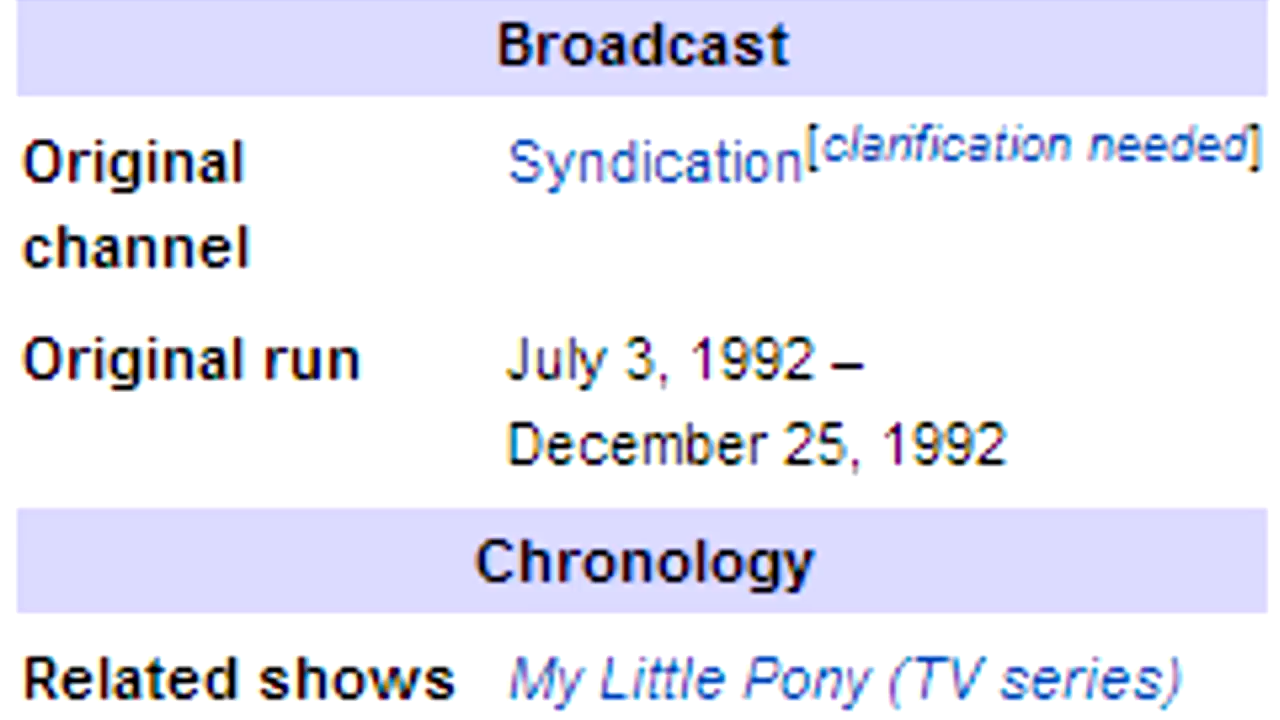 Broadcast
Original Syndication[clarification needed]
channel
Original run July 3, 1992 –
December 25, 1992
Chronology
Related shows My Little Pony (TV series)